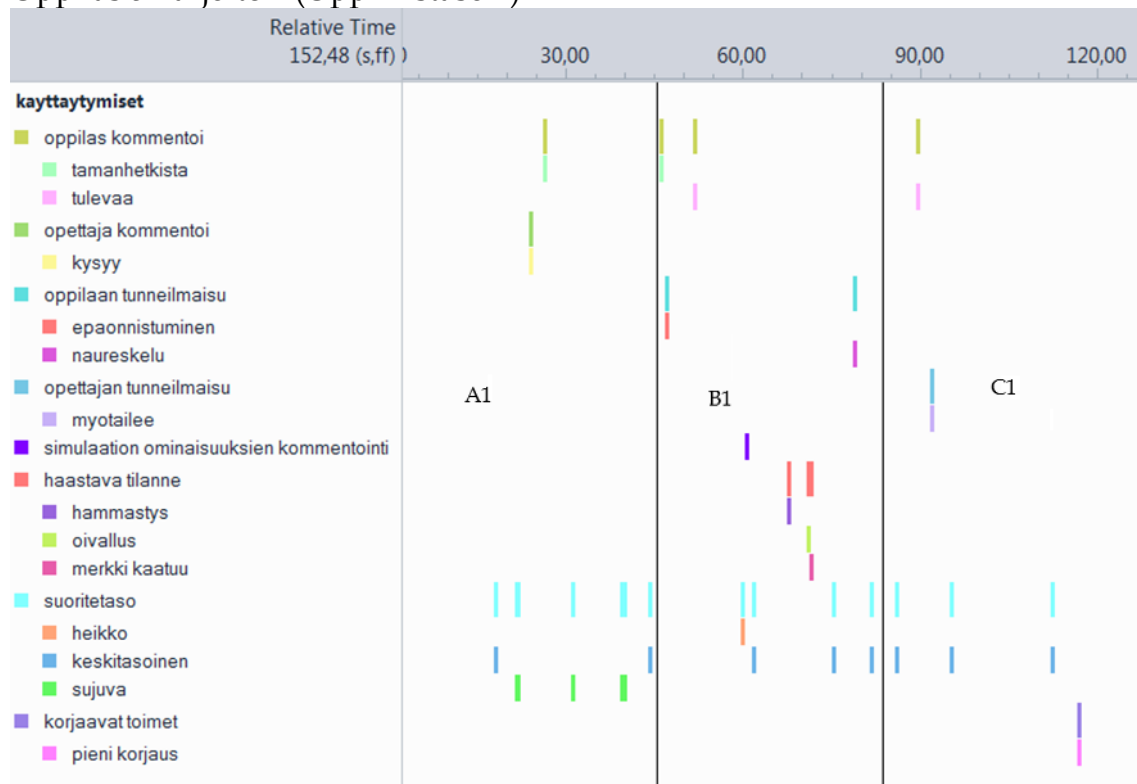 Relative Time
152,48 (s,ff) 30,00 60,00 90,00 120,00
kayttaytymiset
oppilas kommentoi
tamanhetkista
tulevaa
opettaja kommentoi
kysyy
oppilaan tunneilmaisu
epaonnistuminen
naureskelu
opettajan tunneilmaisu
A1 B1 C1
myotailee
simulaation ominaisuuksien kommentointi
haastava tilanne
hammastys
oivallus
merkki kaatuu
suoritetaso
heikko
keskitasoinen
sujuva
korjaavat toimet
pieni korjaus